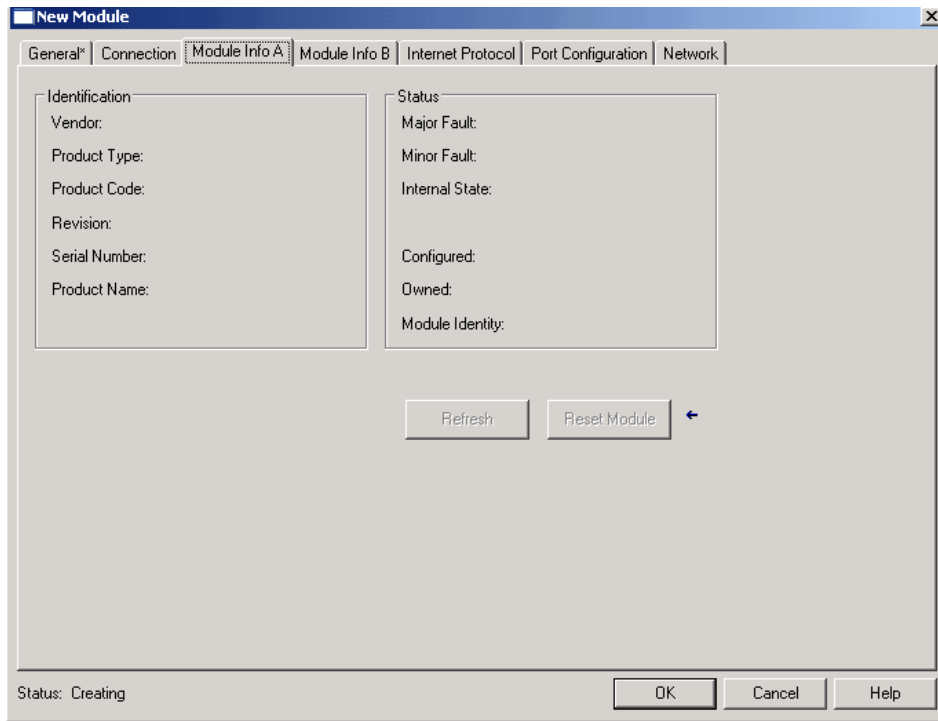 New Module
General* Connection Module Info A Module Info B Internet Protocol Port Configuration Network
Identification
Vendor:
Product Type:
Product Code:
Revision:
Serial Number:
Product Name:
Status
Major Fault:
Minor Fault:
Internal State:
Configured:
Owned:
Module Identity:
Refresh Reset Module
Status: Creating
OK Cancel Help